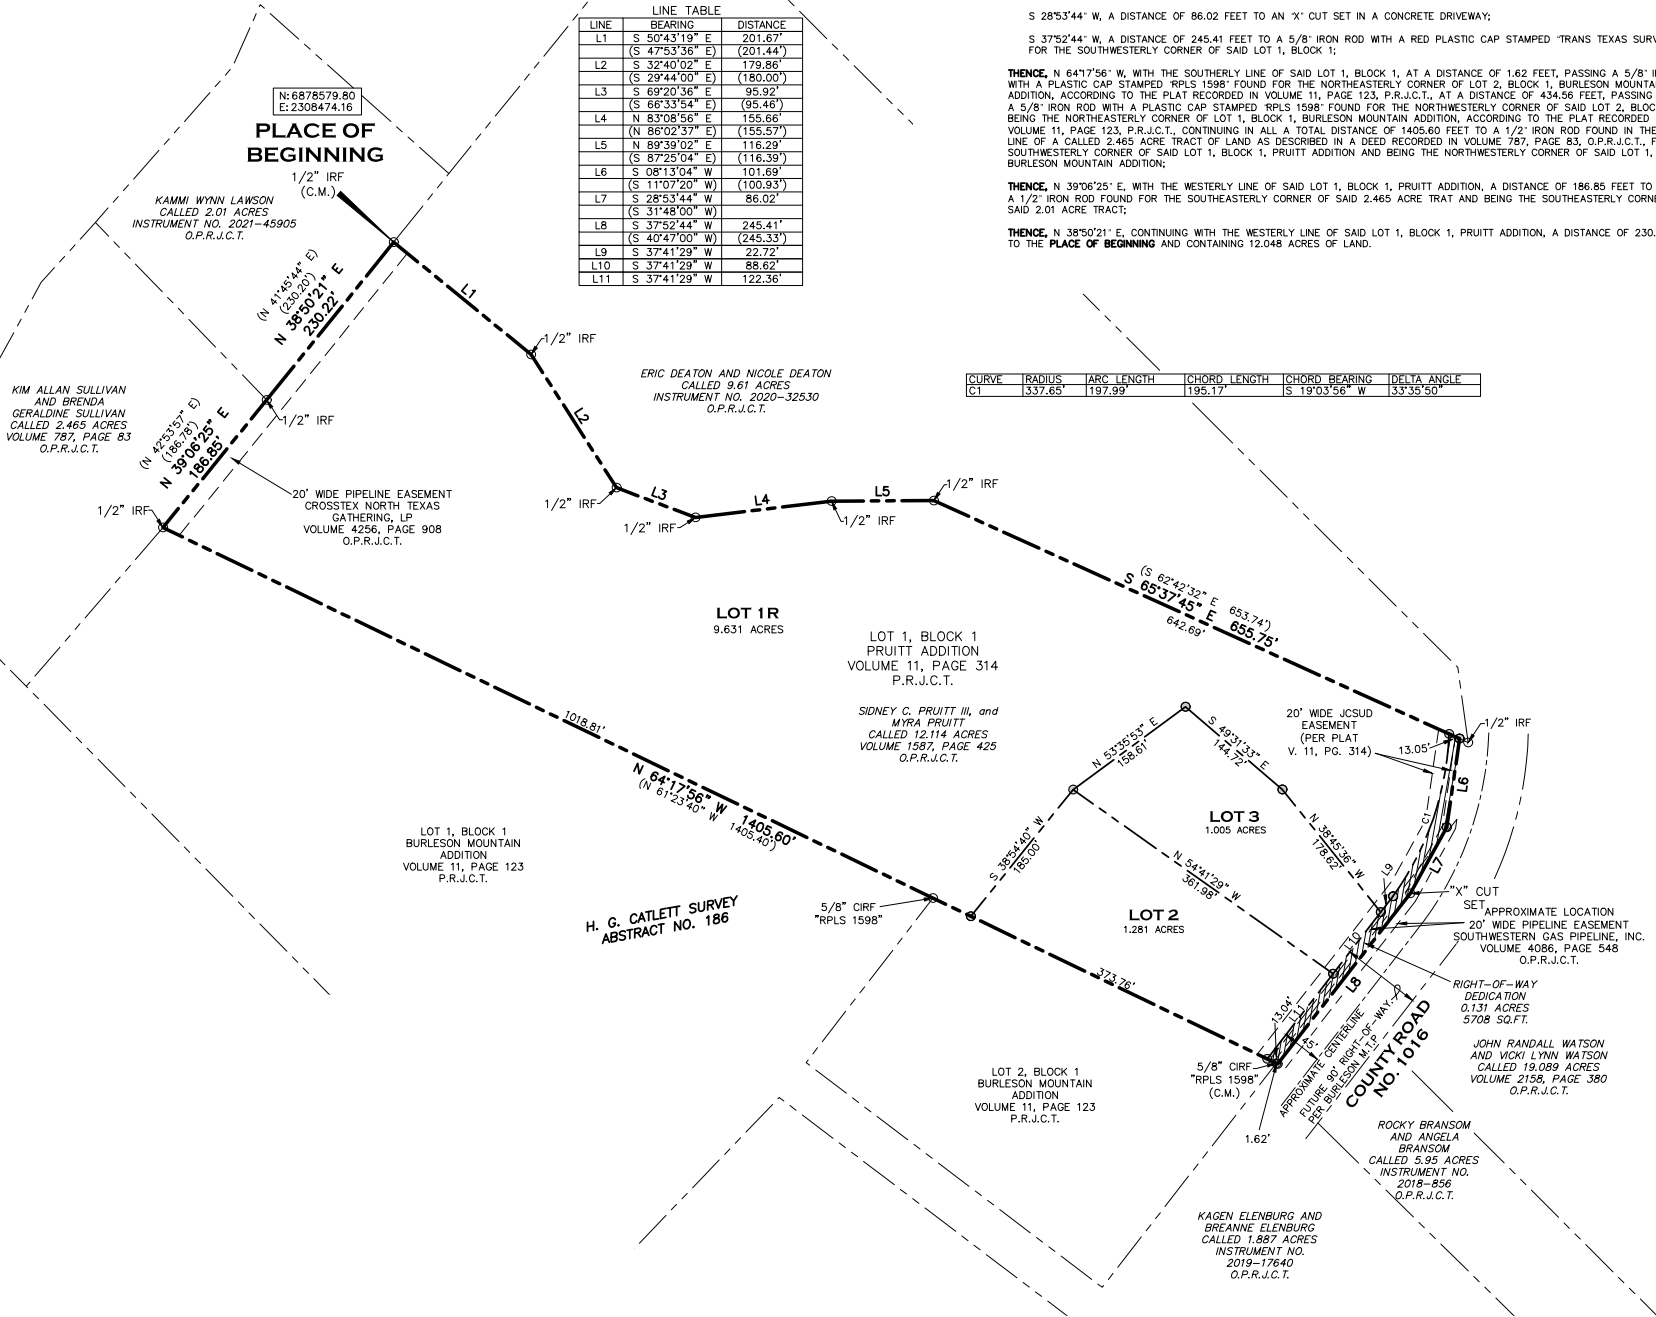 LINE TABLE
LINE BEARING DISTANCE
L1 S 50°43'19" E 201.67'
(S 47°53'36" E) (201.44')
L2 S 32°40'02" E 179.86'
(S 29°44'00" E) (180.00')
L3 S 69°20'36" E 95.92'
(S 66°33'54" E) (95.46')
L4 N 83°08'56" E 155.66'
(N 86°02'37" E) (155.57')
L5 N 89°39'02" E 116.29'
(S 87°25'04" E) (116.39')
L6 S 08°13'04" W 101.69'
(S 11°07'20" W) (100.93')
L7 S 28°53'44" W 86.02'
(S 31°48'00" W)
L8 S 37°52'44" W 245.41'
(S 40°47'00" W) (245.33')
L9 S 37°41'29" W 22.72'
L10 S 37°41'29" W 88.62'
L11 S 37°41'29" W 122.36'
S 28°53'44" W, A DISTANCE OF 86.02 FEET TO AN "X" CUT SET IN A CONCRETE DRIVEWAY;
S 37°52'44" W, A DISTANCE OF 245.41 FEET TO A 5/8" IRON ROD WITH A RED PLASTIC CAP STAMPED "TRANS TEXAS
FOR THE SOUTHWESTERLY CORNER OF SAID LOT 1, BLOCK 1;
THENCE, N 64°17'56" W, WITH THE SOUTHERLY LINE OF SAID LOT 1, BLOCK 1, AT A DISTANCE OF 1.62 FEET, PASSING A 5/8"
WITH A PLASTIC CAP STAMPED "RPLS 1598" FOUND FOR THE NORTHEASTERLY CORNER OF LOT 2, BLOCK 1, BURLESON
ADDITION, ACCORDING TO THE PLAT RECORDED IN VOLUME 11, PAGE 123, P.R.J.C.T., AT A DISTANCE OF 434.56 FEET, PASSING
A 5/8" IRON ROD WITH A PLASTIC CAP STAMPED "RPLS 1598" FOUND FOR THE NORTHWESTERLY CORNER OF SAID LOT 2,
BEING THE NORTHEASTERLY CORNER OF LOT 1, BLOCK 1, BURLESON MOUNTAIN ADDITION, ACCORDING TO THE PLAT RECORDED
VOLUME 11, PAGE 123, P.R.J.C.T., CONTINUING IN ALL A TOTAL DISTANCE OF 1405.60 FEET TO A 1/2" IRON ROD FOUND IN THE
LINE OF A CALLED 2.465 ACRE TRACT OF LAND AS DESCRIBED IN A DEED RECORDED IN VOLUME 787, PAGE 83, O.P.R.J.C.T.,
SOUTHWESTERLY CORNER OF SAID LOT 1, BLOCK 1, PRUITT ADDITION AND BEING THE NORTHWESTERLY CORNER OF SAID LOT 1,
BURLESON MOUNTAIN ADDITION;
THENCE, N 39°06'25" E, WITH THE WESTERLY LINE OF SAID LOT 1, BLOCK 1, PRUITT ADDITION, A DISTANCE OF 186.85 FEET TO
A 1/2" IRON ROD FOUND FOR THE SOUTHEASTERLY CORNER OF SAID 2.465 ACRE TRAT AND BEING THE SOUTHEASTERLY
SAID 2.01 ACRE TRACT;
THENCE, N 38°50'21" E, CONTINUING WITH THE WESTERLY LINE OF SAID LOT 1, BLOCK 1, PRUITT ADDITION, A DISTANCE OF 230.
TO THE PLACE OF BEGINNING AND CONTAINING 12.048 ACRES OF LAND.
N:6878579.80
E:2308474.16
PLACE OF
BEGINNING
1/2" IRF
(C.M.)
KAMMI WYNN LAWSON
CALLED 2.01 ACRES
INSTRUMENT NO. 2021-45905
O.P.R.J.C.T.
(N 41°45'44" E)
(230.20')
N 38°50'21" E
230.22'
L1
1/2" IRF
KIM ALLAN SULLIVAN
AND BRENDA
GERALDINE SULLIVAN
CALLED 2.465 ACRES
VOLUME 787, PAGE 83
O.P.R.J.C.T.
1/2" IRF
(N 42°53'57" E)
(186.78')
N 39°06'25" E
186.85'
1/2" IRF
20' WIDE PIPELINE EASEMENT
CROSSTEX NORTH TEXAS
GATHERING, LP
VOLUME 4256, PAGE 908
O.P.R.J.C.T.
L2
ERIC DEATON AND NICOLE DEATON
CALLED 9.61 ACRES
INSTRUMENT NO. 2020-32530
O.P.R.J.C.T.
CURVE RADIUS ARC LENGTH CHORD LENGTH CHORD BEARING DELTA ANGLE
C1 337.65' 197.99' 195.17' S 19°03'56" W 33°35'50"
1/2" IRF
L3
1/2" IRF
L4
L5
1/2" IRF
1/2" IRF
(S 62°42'32" E 653.74')
S 65°37'45" E 655.75'
642.69'
LOT 1R
9.631 ACRES
LOT 1, BLOCK 1
PRUITT ADDITION
VOLUME 11, PAGE 314
P.R.J.C.T.
SIDNEY C. PRUITT III, and
MYRA PRUITT
CALLED 12.114 ACRES
VOLUME 1587, PAGE 425
O.P.R.J.C.T.
1018.81'
N 64°17'56" W 1405.60'
(N 61°23'40" W 1405.40')
LOT 1, BLOCK 1
BURLESON MOUNTAIN
ADDITION
VOLUME 11, PAGE 123
P.R.J.C.T.
H. G. CATLETT SURVEY
ABSTRACT NO. 186
5/8" CIRF
"RPLS 1598"
N 53°35'53" E
158.61'
S 49°31'33" E
144.72'
20' WIDE JCSUD
EASEMENT
(PER PLAT
V. 11, PG. 314)
13.05'
1/2" IRF
L6
C1
LOT 3
1.005 ACRES
N 38°45'36" W
178.62'
S 38°54'40" W
185.00'
N 54°41'29" W
361.98'
LOT 2
1.281 ACRES
L7
L9
"X" CUT
SET
APPROXIMATE LOCATION
20' WIDE PIPELINE EASEMENT
SOUTHWESTERN GAS PIPELINE, INC.
VOLUME 4086, PAGE 548
O.P.R.J.C.T.
L10
L8
RIGHT-OF-WAY
DEDICATION
0.131 ACRES
5708 SQ.FT.
373.76'
13.04'
L11
45'
5/8" CIRF
"RPLS 1598"
(C.M.)
1.62'
APPROXIMATE CENTERLINE
FUTURE 90' RIGHT-OF-WAY
PER BURLESON M.T.P
COUNTY ROAD
NO. 1016
JOHN RANDALL WATSON
AND VICKI LYNN WATSON
CALLED 19.089 ACRES
VOLUME 2158, PAGE 380
O.P.R.J.C.T.
LOT 2, BLOCK 1
BURLESON MOUNTAIN
ADDITION
VOLUME 11, PAGE 123
P.R.J.C.T.
ROCKY BRANSOM
AND ANGELA
BRANSOM
CALLED 5.95 ACRES
INSTRUMENT NO.
2018-856
O.P.R.J.C.T.
KAGEN ELENBURG AND
BREANNE ELENBURG
CALLED 1.887 ACRES
INSTRUMENT NO.
2019-17640
O.P.R.J.C.T.